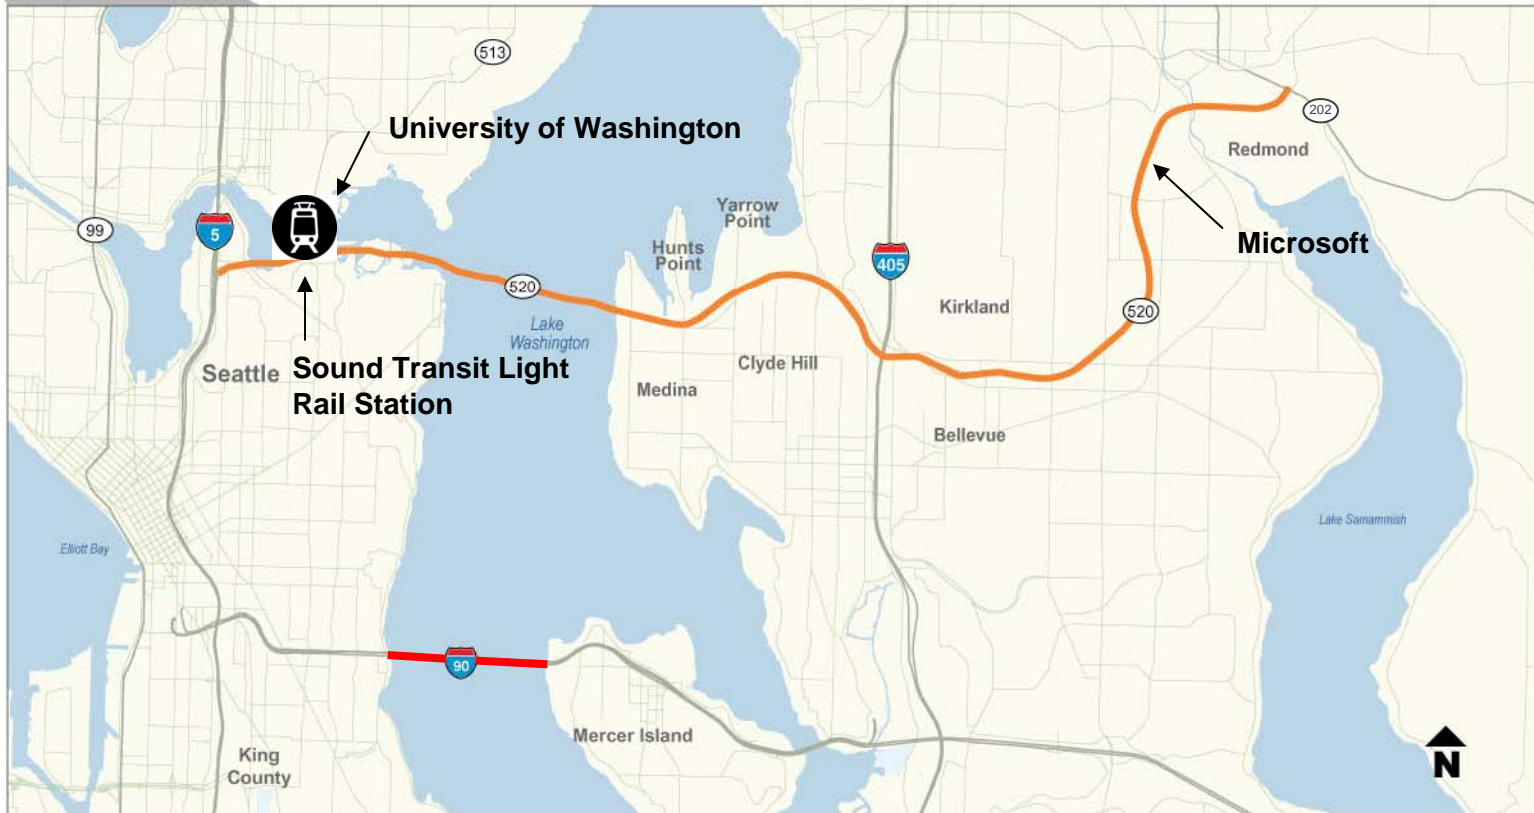 513
202
University of Washington
Redmond
Yarrow
Point
99
5
Hunts
Point
Microsoft
405
520
Kirkland
520
Lake
Washington
Seattle
Sound Transit Light
Rail Station
Clyde Hill
Medina
Bellevue
Lake Samammish
Elliott Bay
90
Mercer Island
King
County
N